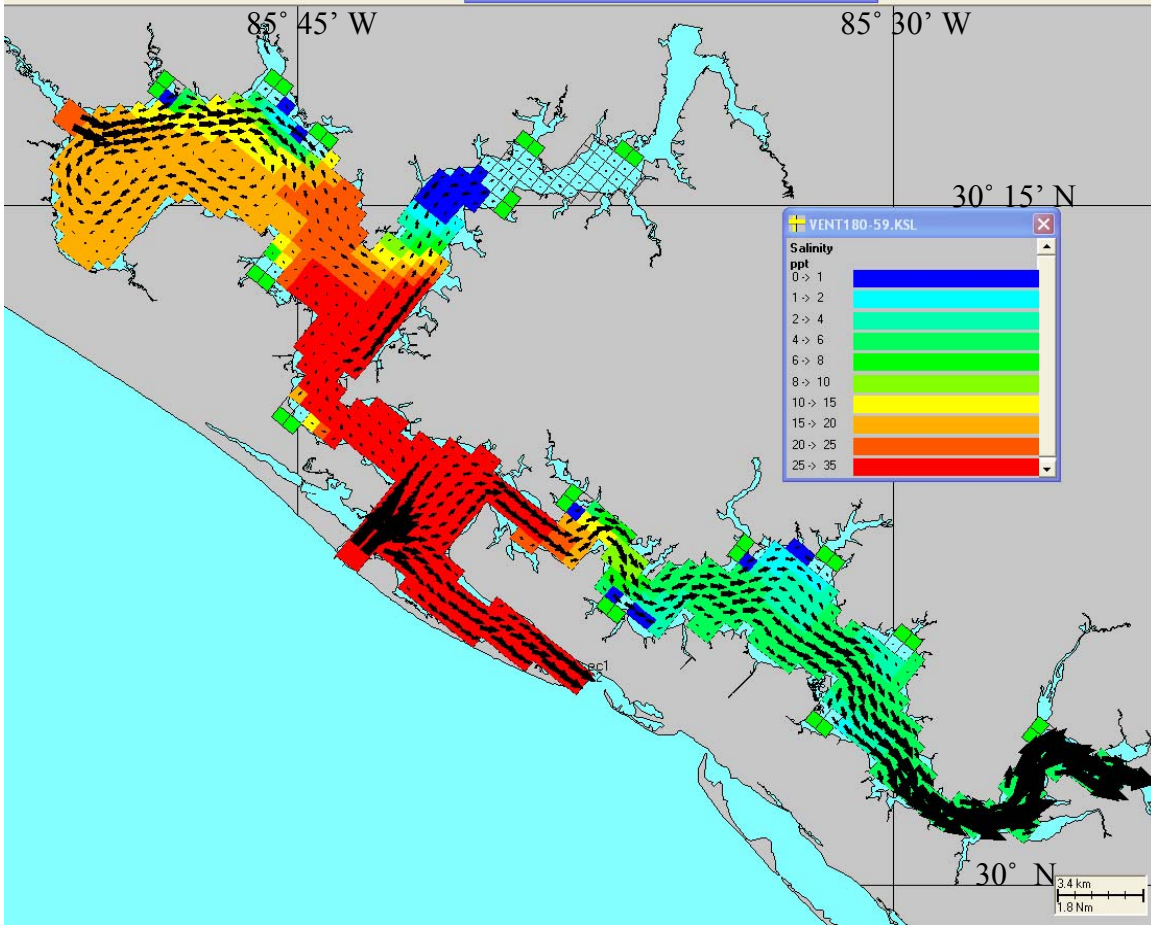 85° 45’ W
85° 30’ W
30° 15’ N
VENT180-59.KSL
Salinity
ppt
0 -> 1
1 -> 2
2 -> 4
4 -> 6
6 -> 8
8 -> 10
10 -> 15
15 -> 20
20 -> 25
25 -> 35
ec1
30° N
3.4 km
1.8 Nm